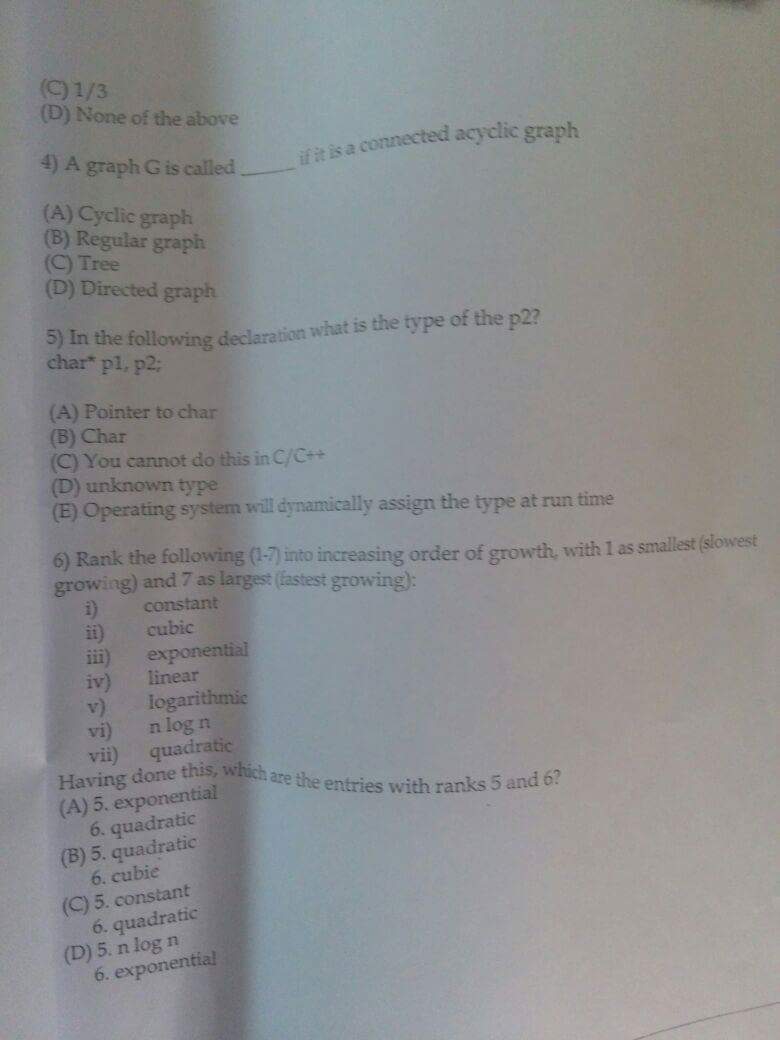 (C) 1/3
(D) None of the above
4) A graph G is called _____ if it is a connected acyclic graph
(A) Cyclic graph
(B) Regular graph
(C) Tree
(D) Directed graph
5) In the following declaration what is the type of the p2?
char* p1, p2;
(A) Pointer to char
(B) Char
(C) You cannot do this in C/C++
(D) unknown type
(E) Operating system will dynamically assign the type at run time
6) Rank the following (1-7) into increasing order of growth, with 1 as smallest (slowest
growing) and 7 as largest (fastest growing):
i) constant
ii) cubic
iii) exponential
iv) linear
v) logarithmic
vi) n log n
vii) quadratic
Having done this, which are the entries with ranks 5 and 6?
(A) 5. exponential
6. quadratic
(B) 5. quadratic
6. cubic
(C) 5. constant
6. quadratic
(D) 5. n log n
6. exponential